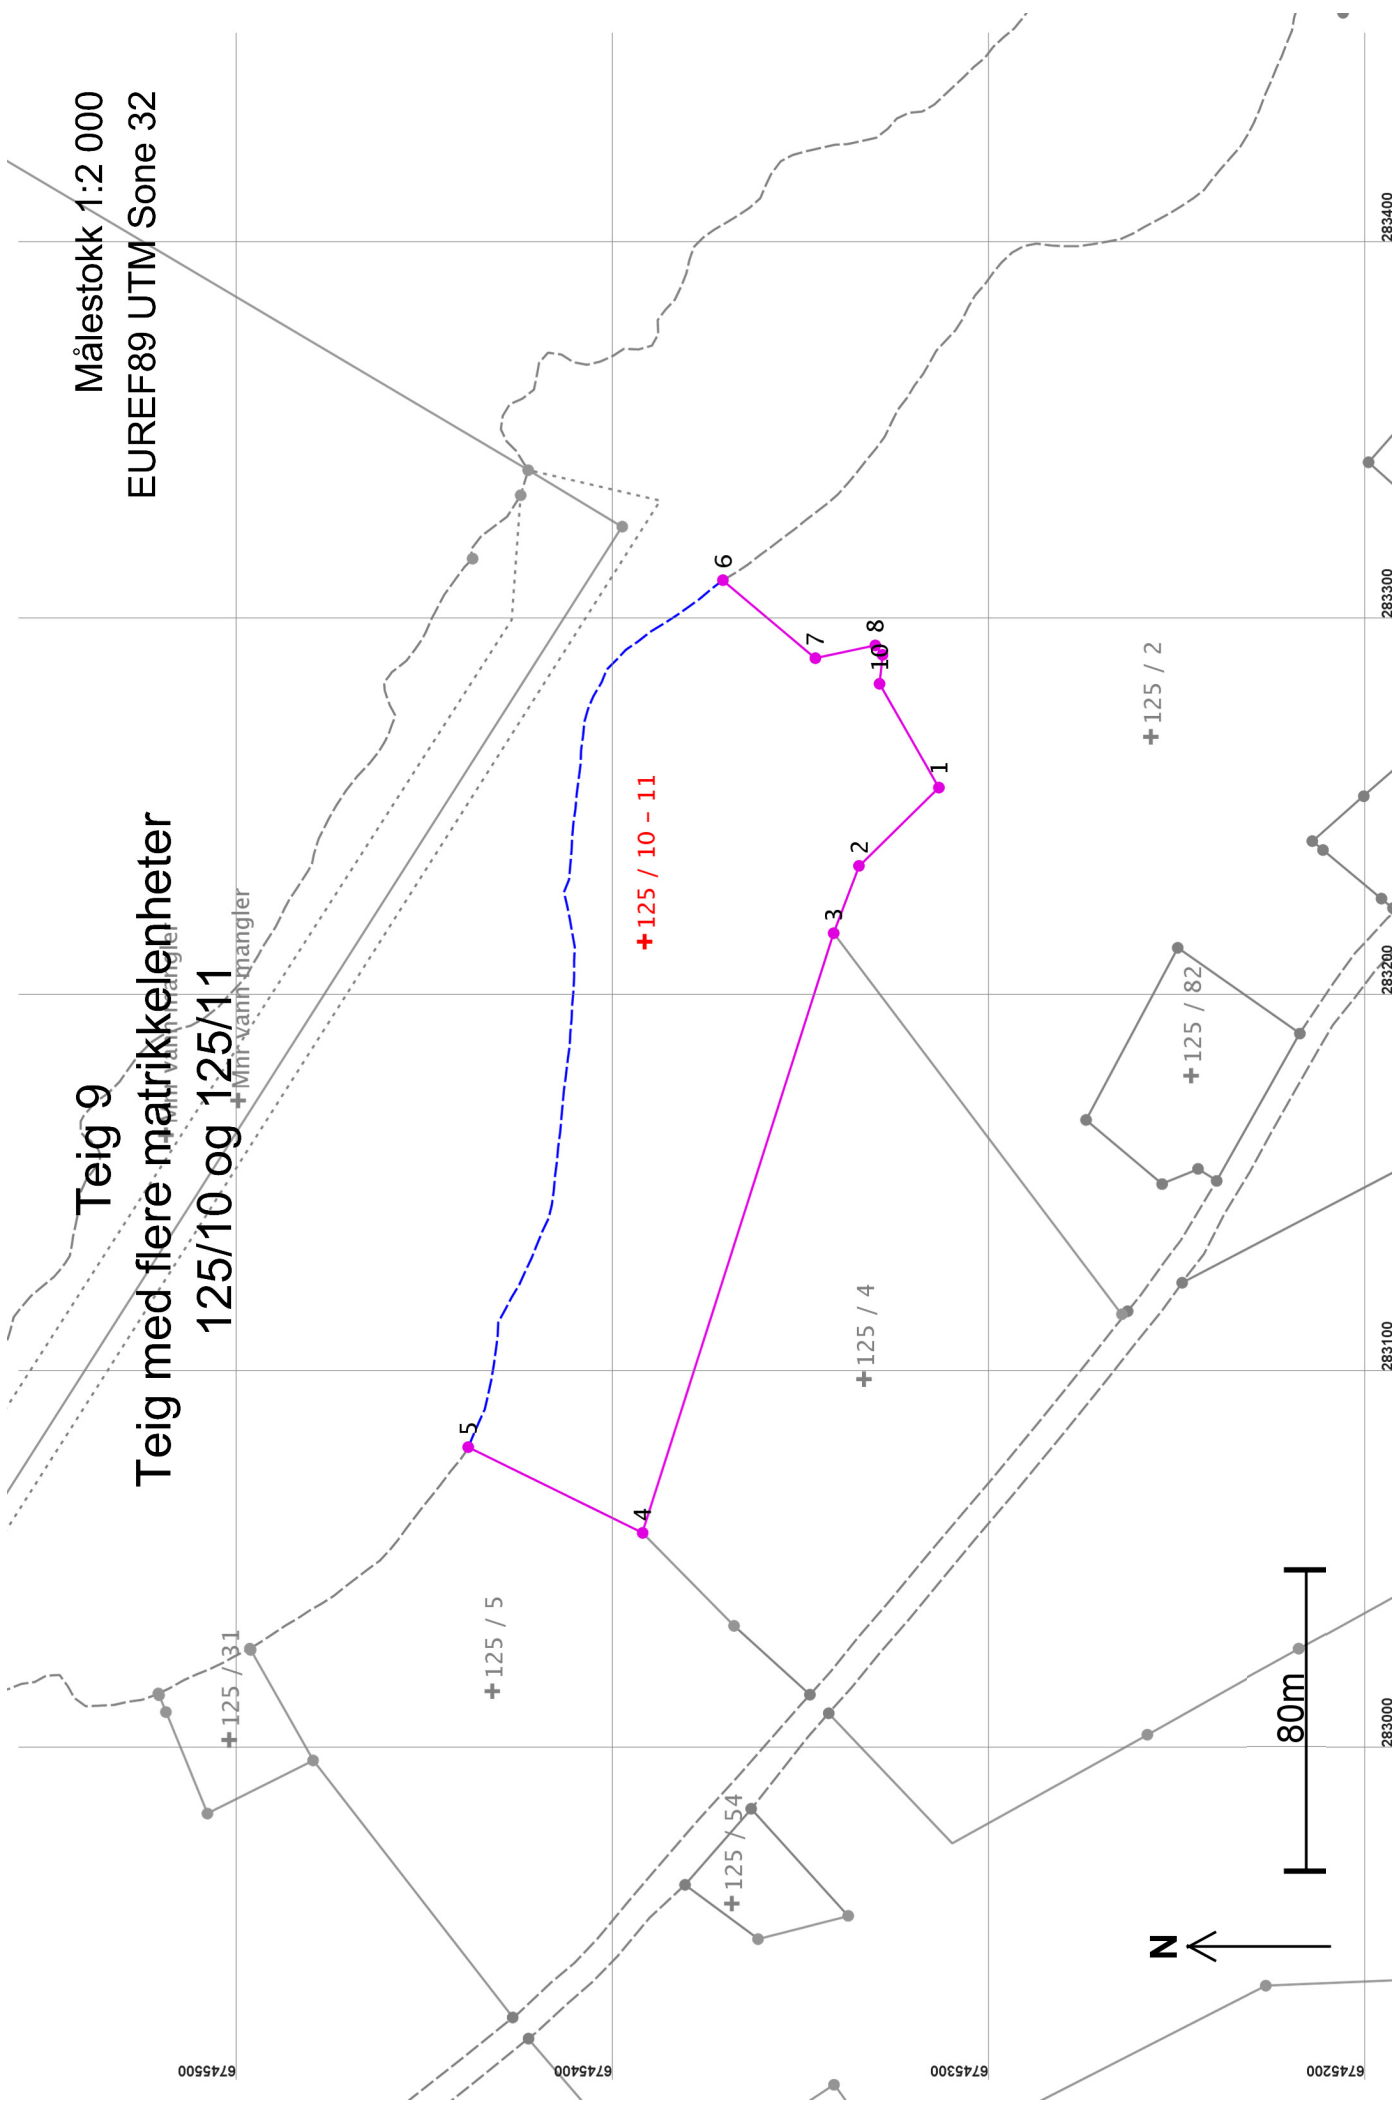 Teig 9
Målestokk 1:2 000
Teig med flere matrikkelenheter
EUREF89 UTM Sone 32
125/10 og 125/11
Mnr vann mangler
Mnr vann mangler
125 / 31
125 / 5
125 / 10 - 11
125 / 54
125 / 4
125 / 82
125 / 2
5
4
3
2
1
6
7
8
10
80m
N
6745500
6745400
6745300
6745200
283000
283100
283200
283300
283400